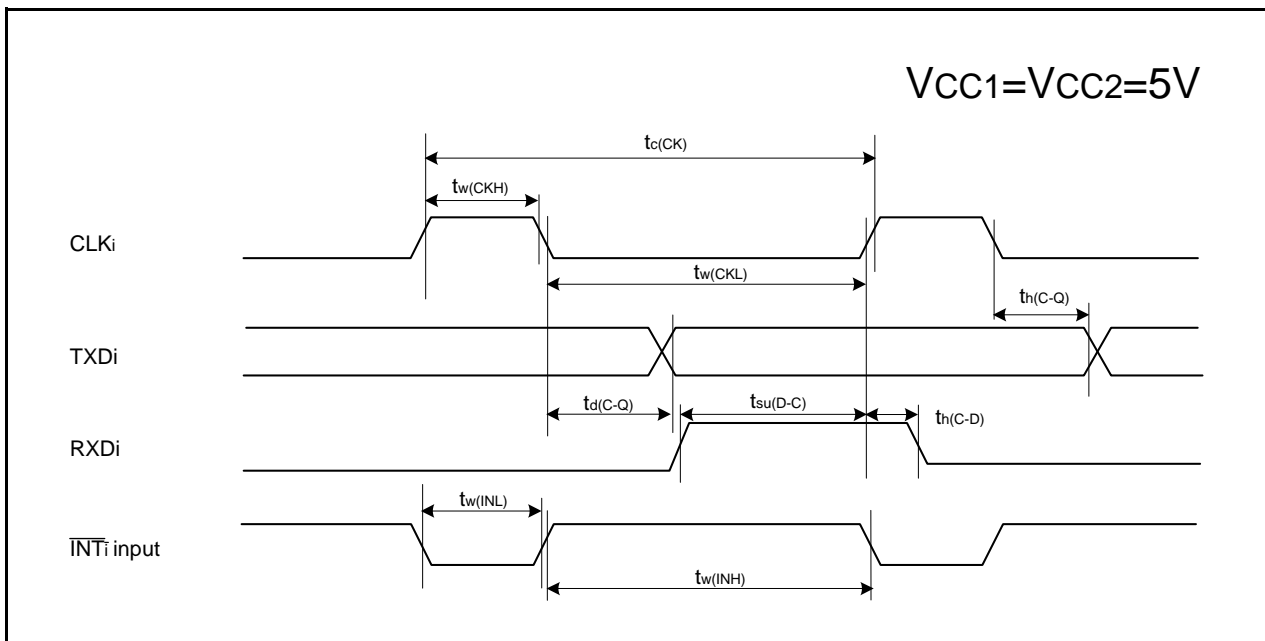 VCC1=VCC2=5V
tc(CK)
tw(CKH)
CLKi
tw(CKL)
th(C-Q)
TXDi
td(C-Q)
tsu(D-C)
th(C-D)
RXDi
tw(INL)
INTi input
tw(INH)